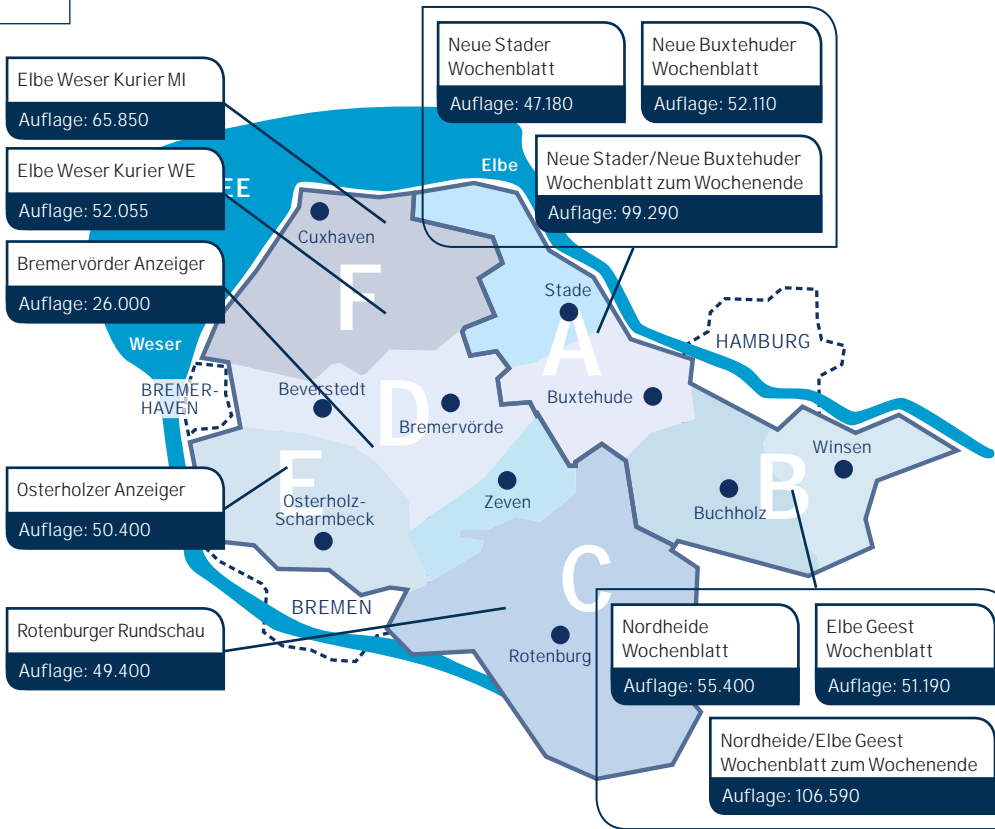 Neue Stader
Wochenblatt
Auflage: 47.180
Neue Buxtehuder
Wochenblatt
Auflage: 52.110
Neue Stader/Neue Buxtehuder
Wochenblatt zum Wochenende
Auflage: 99.290
Elbe Weser Kurier MI
Auflage: 65.850
Elbe Weser Kurier WE
Auflage: 52.055
Bremervörder Anzeiger
Auflage: 26.000
Osterholzer Anzeiger
Auflage: 50.400
Rotenburger Rundschau
Auflage: 49.400
EE
Elbe
Cuxhaven
F
Stade
A
HAMBURG
Weser
BREMER-
HAVEN
Beverstedt
D
Bremervörde
Buxtehude
Winsen
B
Buchholz
E
Osterholz-
Scharmbeck
Zeven
C
BREMEN
Rotenburg
Nordheide
Wochenblatt
Auflage: 55.400
Elbe Geest
Wochenblatt
Auflage: 51.190
Nordheide/Elbe Geest
Wochenblatt zum Wochenende
Auflage: 106.590